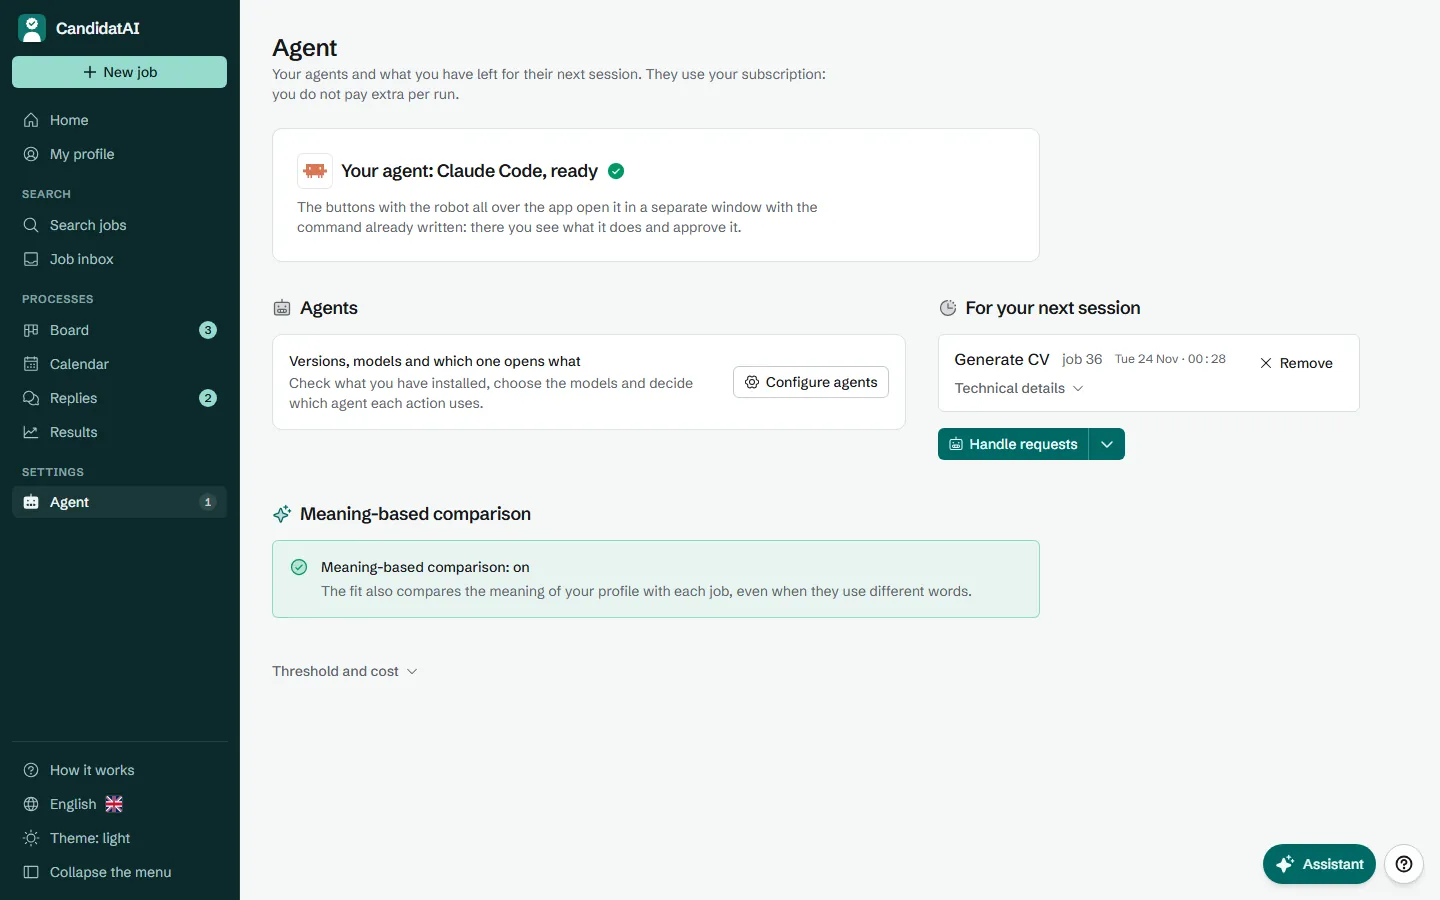 CandidatAI
New job
Home
My profile
SEARCH
Search jobs
Job inbox
PROCESSES
Board 3
Calendar
Replies 2
Results
SETTINGS
Agent 1
How it works
English
Theme: light
Collapse the menu
Agent
Your agents and what you have left for their next session. They use your subscription:
you do not pay extra per run.
Your agent: Claude Code, ready
The buttons with the robot all over the app open it in a separate window with the
command already written: there you see what it does and approve it.
Agents
Versions, models and which one opens what
Check what you have installed, choose the models and decide
which agent each action uses.
Configure agents
For your next session
Generate CV job 36 Tue 24 Nov · 00:28
Remove
Technical details
Handle requests
Meaning-based comparison
Meaning-based comparison: on
The fit also compares the meaning of your profile with each job, even when they use different words.
Threshold and cost
Assistant